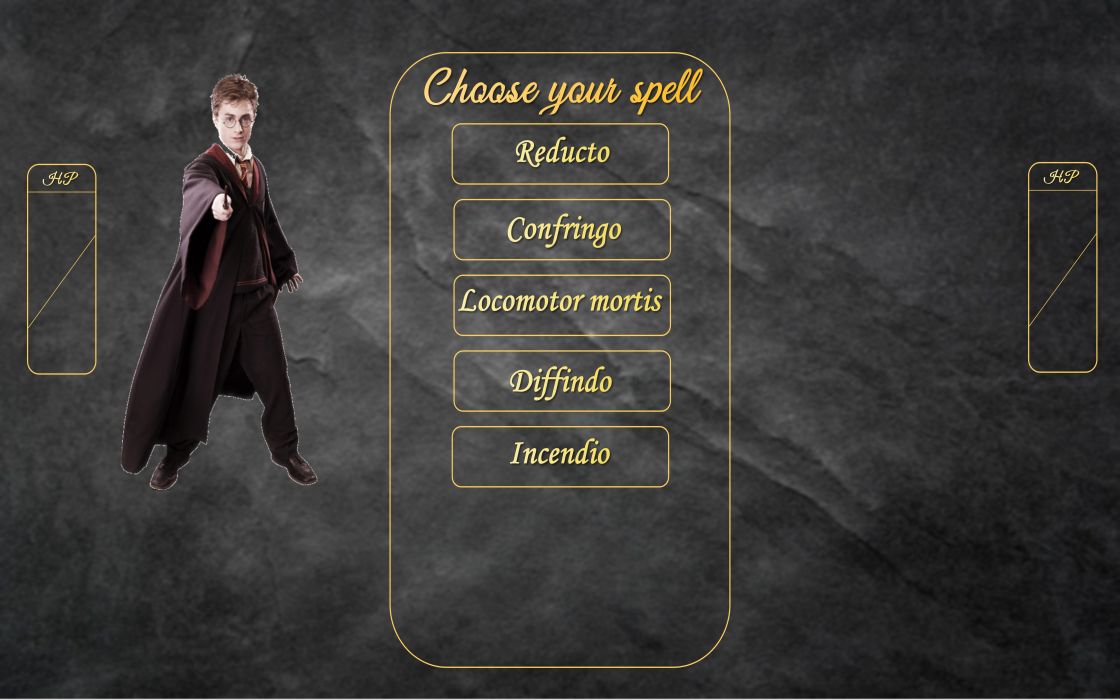 Choose your spell
HP
Reducto
Confringo
Locomotor mortis
Diffindo
Incendio
HP